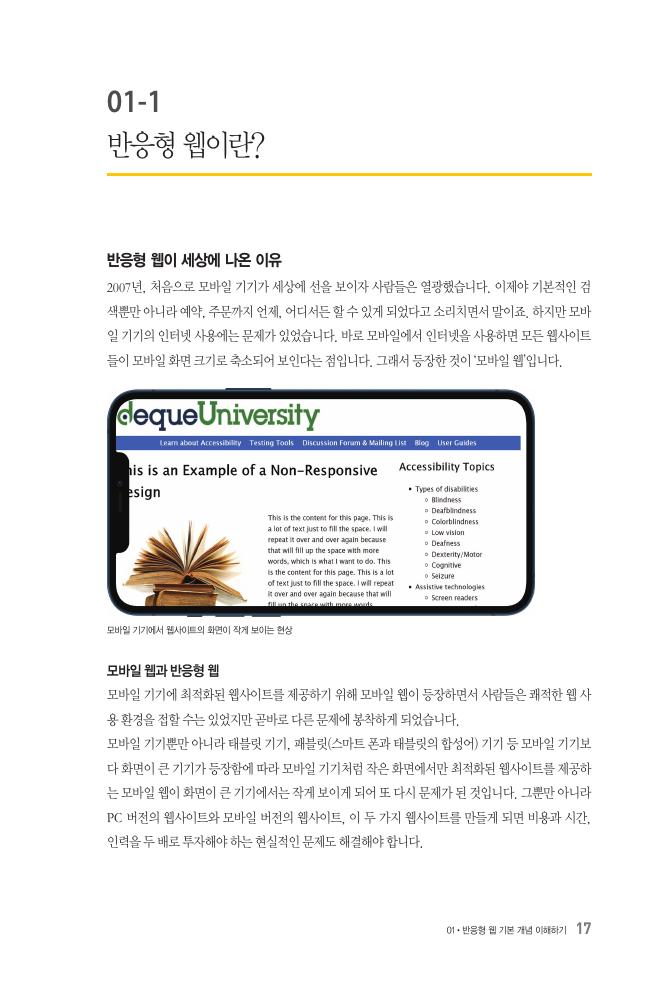 01-1
반응형 웹이란?
반응형 웹이 세상에 나온 이유
2007년, 처음으로 모바일 기기가 세상에 선을 보이자 사람들은 열광했습니다. 이제야 기본적인 검
색뿐만 아니라 예약, 주문까지 언제, 어디서든 할 수 있게 되었다고 소리치면서 말이죠. 하지만 모바
일 기기의 인터넷 사용에는 문제가 있었습니다. 바로 모바일에서 인터넷을 사용하면 모든 웹사이트
들이 모바일 화면 크기로 축소되어 보인다는 점입니다. 그래서 등장한 것이 '모바일 웹'입니다.
dequeUniversity
Learn about Accessibility Testing Tools Discussion Forum & Mailing List Blog User Guides
his is an Example of a Non-Responsive
esign
This is the content for this page. This is
a lot of text just to fill the space. I will
repeat it over and over again because
that will fill up the space with more
words, which is what I want to do. This
is the content for this page. This is a lot
of text just to fill the space. I will repeat
it over and over again because that will
fill up the space with more words
Accessibility Topics
• Types of disabilities
○ Blindness
○ Deafblindness
○ Colorblindness
○ Low vision
○ Deafness
○ Dexterity/Motor
○ Cognitive
○ Seizure
• Assistive technologies
○ Screen readers
모바일 기기에서 웹사이트의 화면이 작게 보이는 현상
모바일 웹과 반응형 웹
모바일 기기에 최적화된 웹사이트를 제공하기 위해 모바일 웹이 등장하면서 사람들은 쾌적한 웹 사
용 환경을 접할 수는 있었지만 곧바로 다른 문제에 봉착하게 되었습니다.
모바일 기기뿐만 아니라 태블릿 기기, 패블릿(스마트 폰과 태블릿의 합성어) 기기 등 모바일 기기보
다 화면이 큰 기기가 등장함에 따라 모바일 기기처럼 작은 화면에서만 최적화된 웹사이트를 제공하
는 모바일 웹이 화면이 큰 기기에서는 작게 보이게 되어 또 다시 문제가 된 것입니다. 그뿐만 아니라
PC 버전의 웹사이트와 모바일 버전의 웹사이트, 이 두 가지 웹사이트를 만들게 되면 비용과 시간,
인력을 두 배로 투자해야 하는 현실적인 문제도 해결해야 합니다.
01 • 반응형 웹 기본 개념 이해하기 17